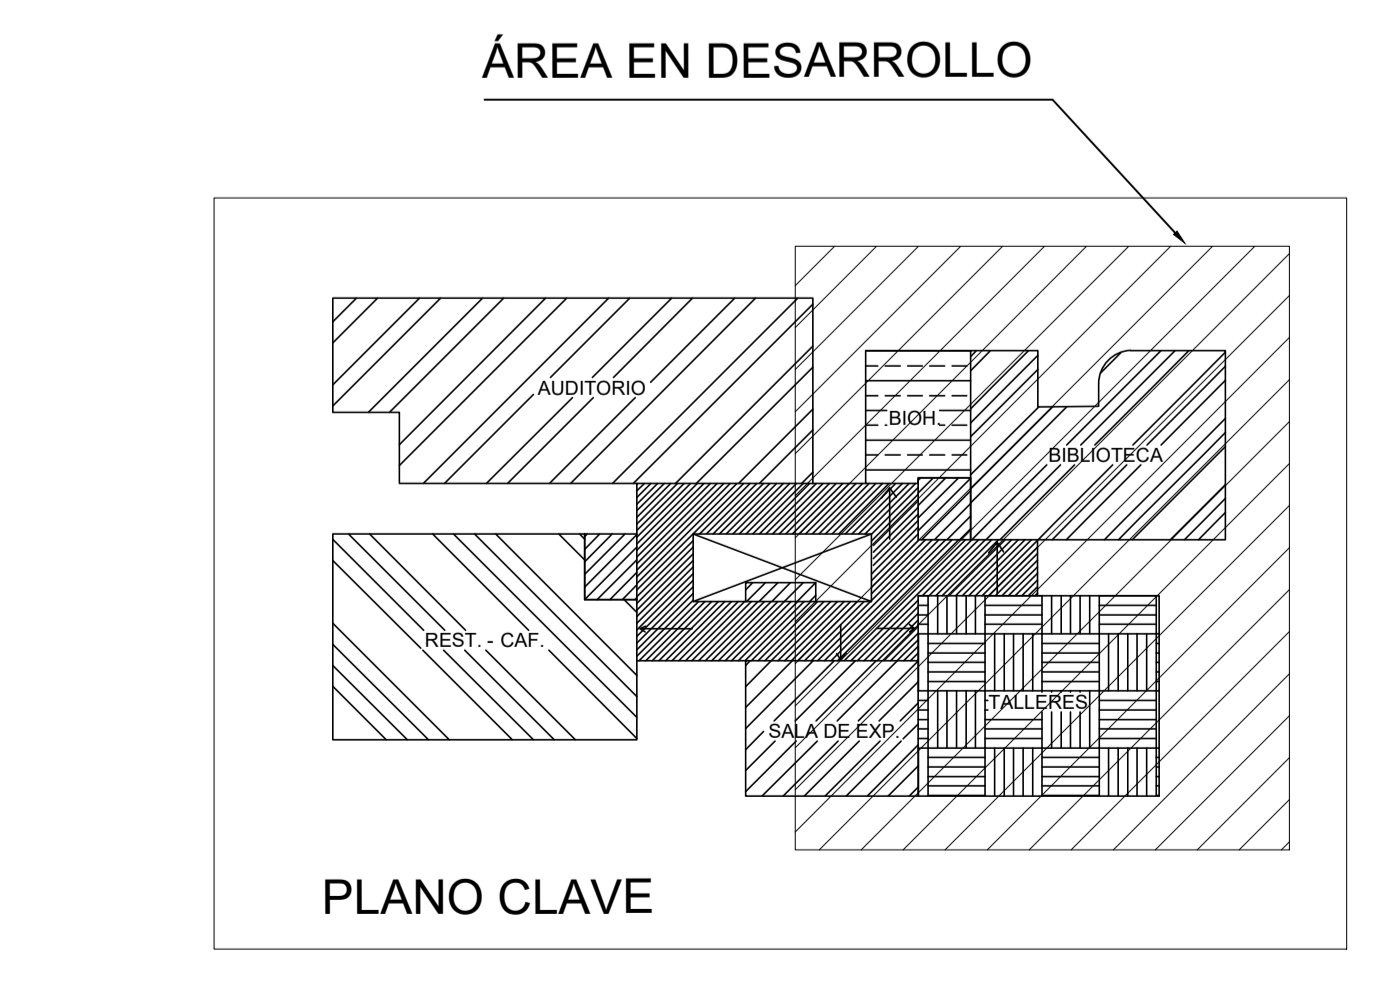 ÁREA EN DESARROLLO
AUDITORIO
BIOH.
BIBLIOTECA
REST. - CAF.
TALLERES
SALA DE EXP.
PLANO CLAVE